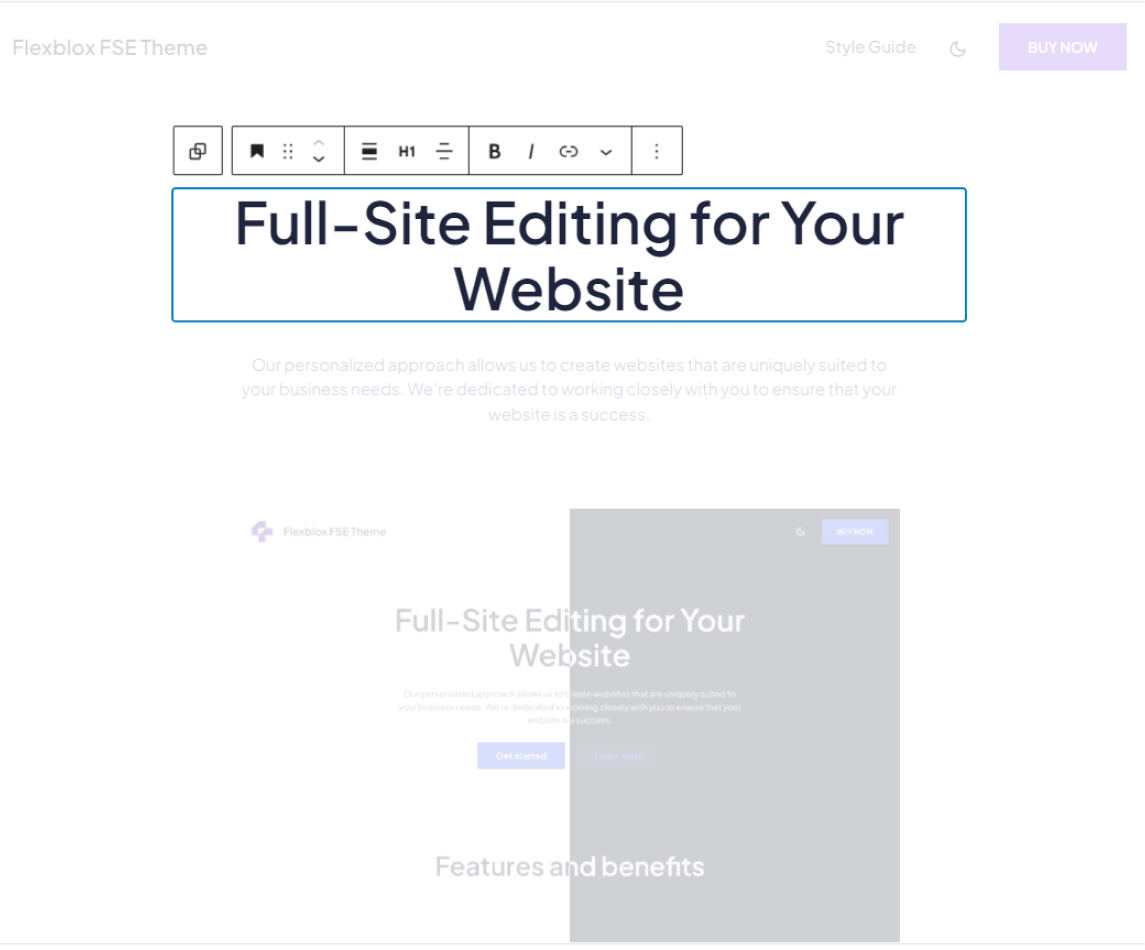 Flexblox FSE Theme
Style Guide
BUY NOW
H1 B I
Full-Site Editing for Your
Website
Our personalized approach allows us to create websites that are uniquely suited to
your business needs. We're dedicated to working closely with you to ensure that your
website is a success.
Flexblox FSE Theme
BUY NOW
Full-Site Editing for Your
Website
Our personalized approach allows us to create websites that are uniquely suited to
your business needs. We're dedicated to working closely with you to ensure that your
website is a success.
Get started
Learn more
Features and benefits